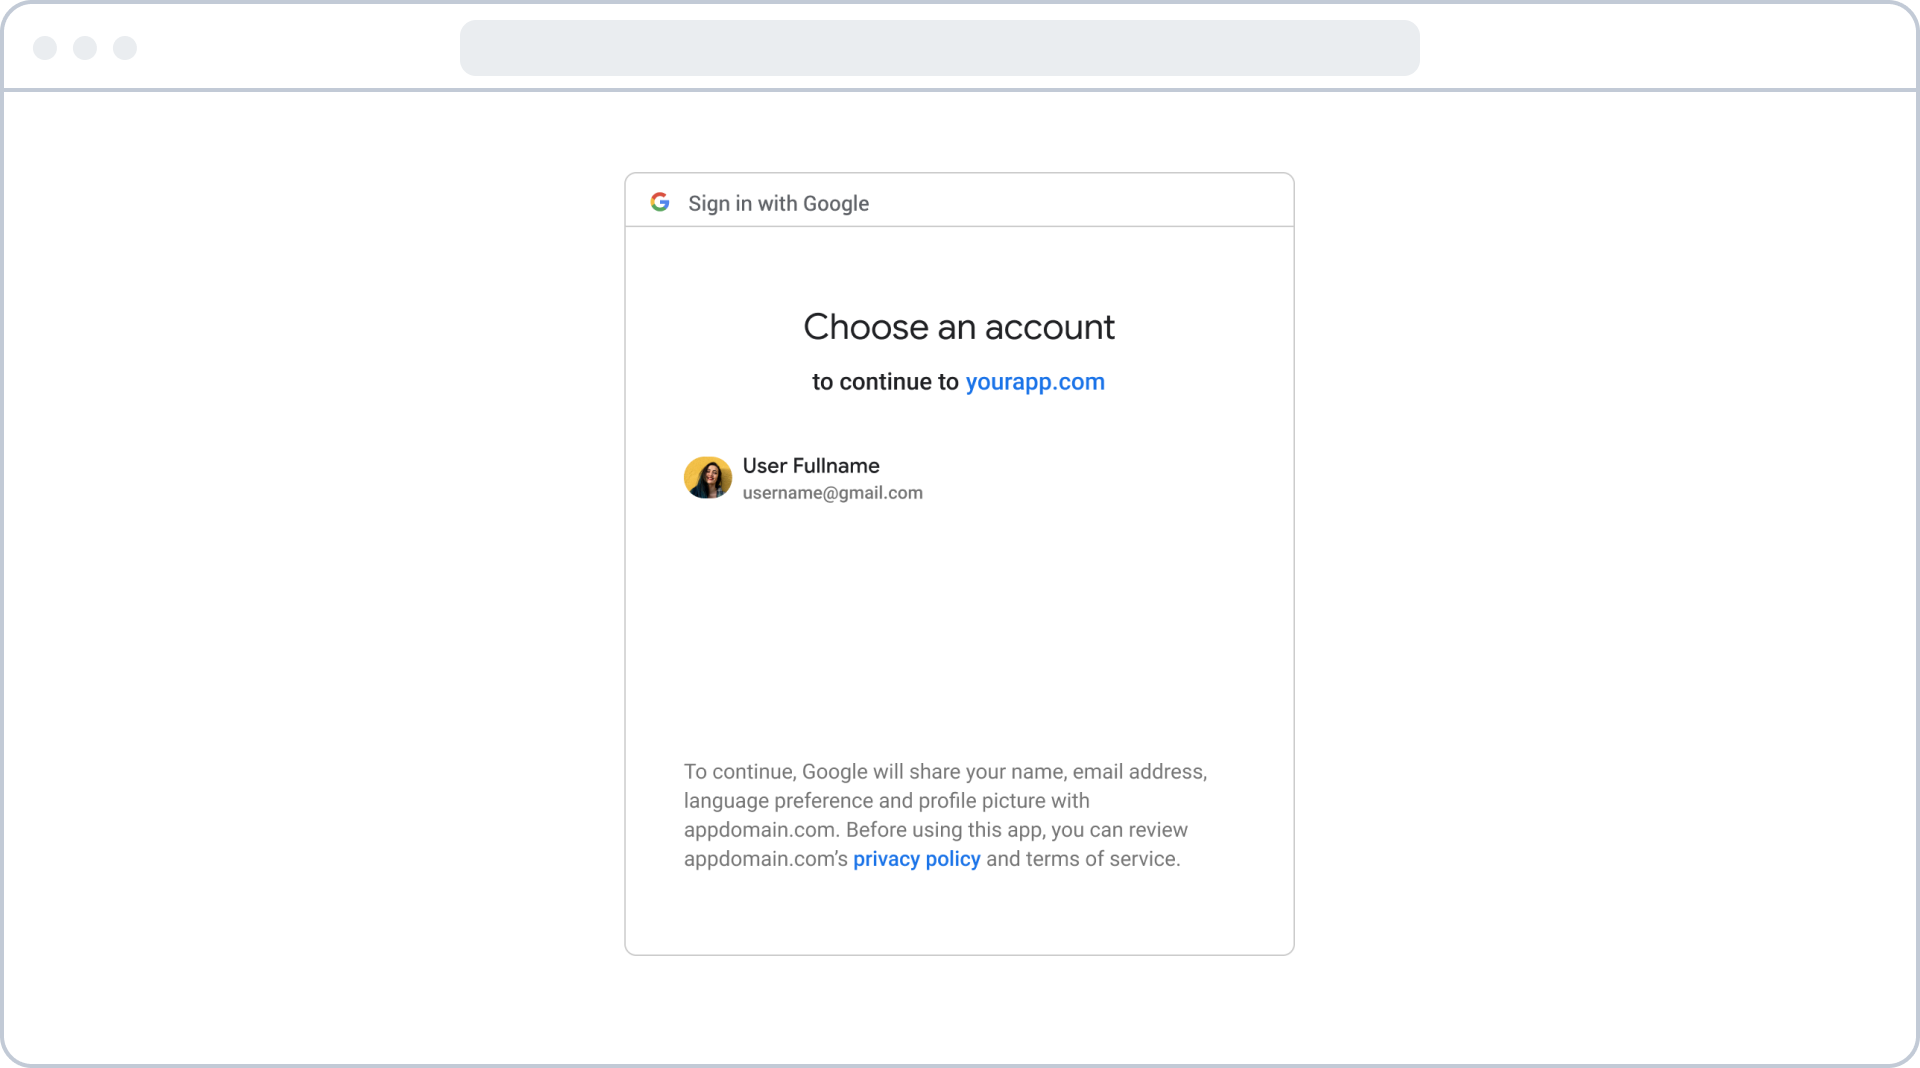 Sign in with Google
Choose an account
to continue to yourapp.com
User Fullname
username@gmail.com
To continue, Google will share your name, email address,
language preference and profile picture with
appdomain.com. Before using this app, you can review
appdomain.com’s privacy policy and terms of service.